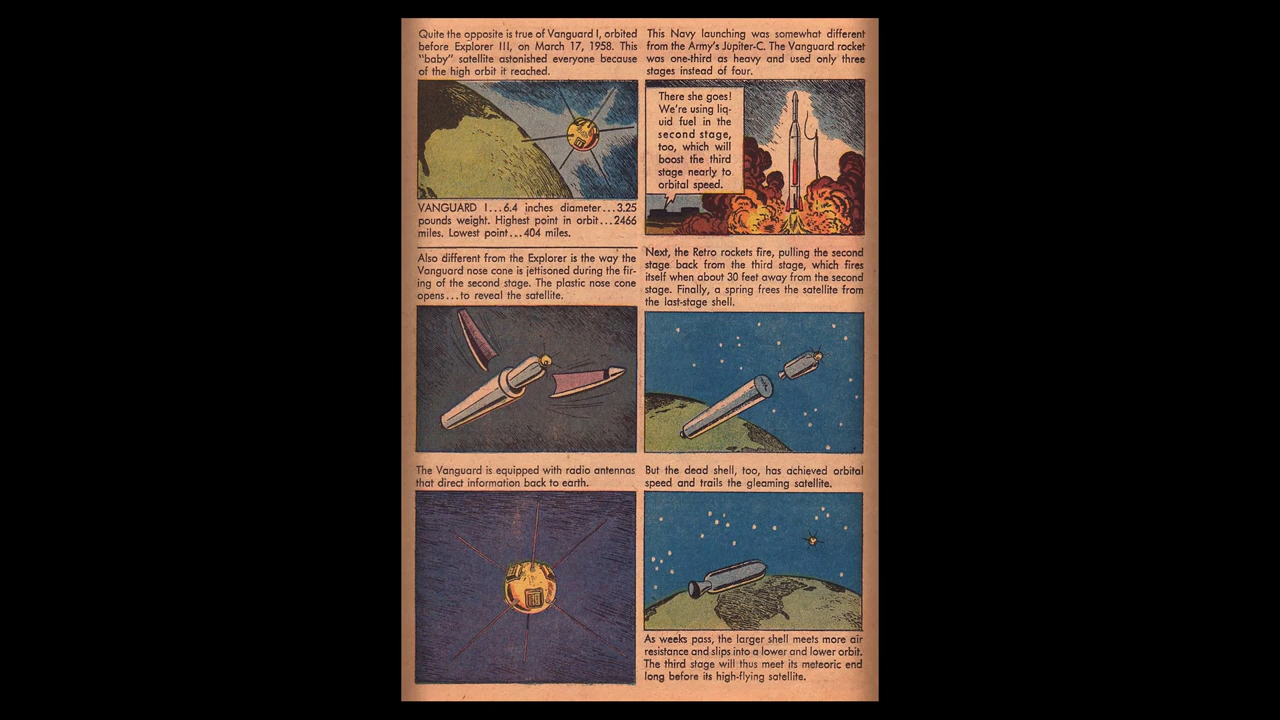 Quite the opposite is true of Vanguard I, orbited
before Explorer III, on March 17, 1958. This
"baby" satellite astonished everyone because
of the high orbit it reached.
VANGUARD I...6.4 inches diameter...3.25
pounds weight. Highest point in orbit...2466
miles. Lowest point...404 miles.
This Navy launching was somewhat different
from the Army's Jupiter-C. The Vanguard rocket
was one-third as heavy and used only three
stages instead of four.
There she goes!
We're using liq-
uid fuel in the
second stage,
too, which will
boost the third
stage nearly to
orbital speed.
Also different from the Explorer is the way the
Vanguard nose cone is jettisoned during the fir-
ing of the second stage. The plastic nose cone
opens...to reveal the satellite.
Next, the Retro rockets fire, pulling the second
stage back from the third stage, which fires
itself when about 30 feet away from the second
stage. Finally, a spring frees the satellite from
the last-stage shell.
The Vanguard is equipped with radio antennas
that direct information back to earth.
But the dead shell, too, has achieved orbital
speed and trails the gleaming satellite.
As weeks pass, the larger shell meets more air
resistance and slips into a lower and lower orbit.
The third stage will thus meet its meteoric end
long before its high-flying satellite.